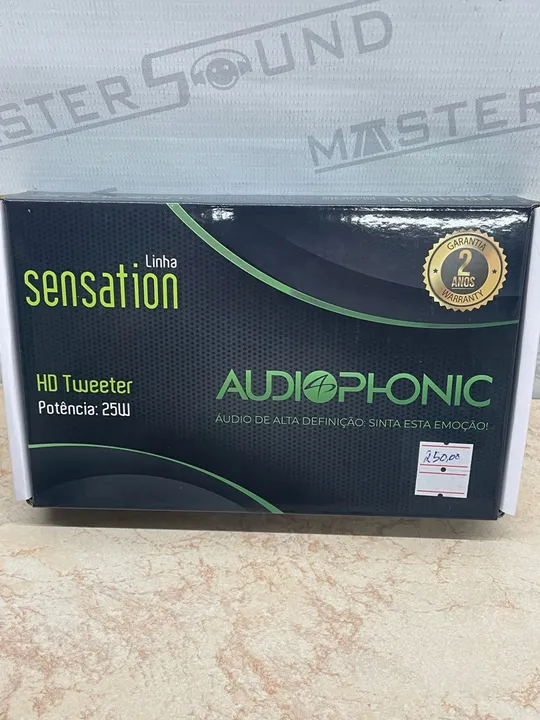 MASTER SOUND
MASTER
Linha
sensation
GARANTIA
2
ANOS
WARRANTY
HD Tweeter
Potência: 25W
AUDIOPHONIC
ÁUDIO DE ALTA DEFINIÇÃO: SINTA ESTA EMOÇÃO!
250,00